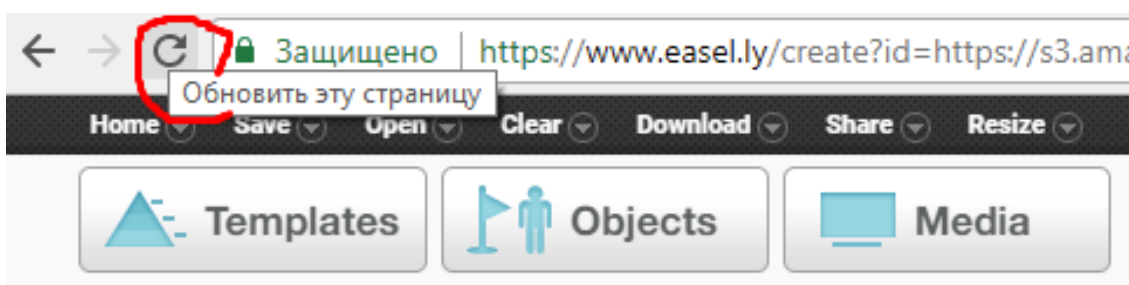 Защищено | https://www.easel.ly/create?id=https://s3.ama
Обновить эту страницу
Home Save Open Clear Download Share Resize
Templates Objects Media